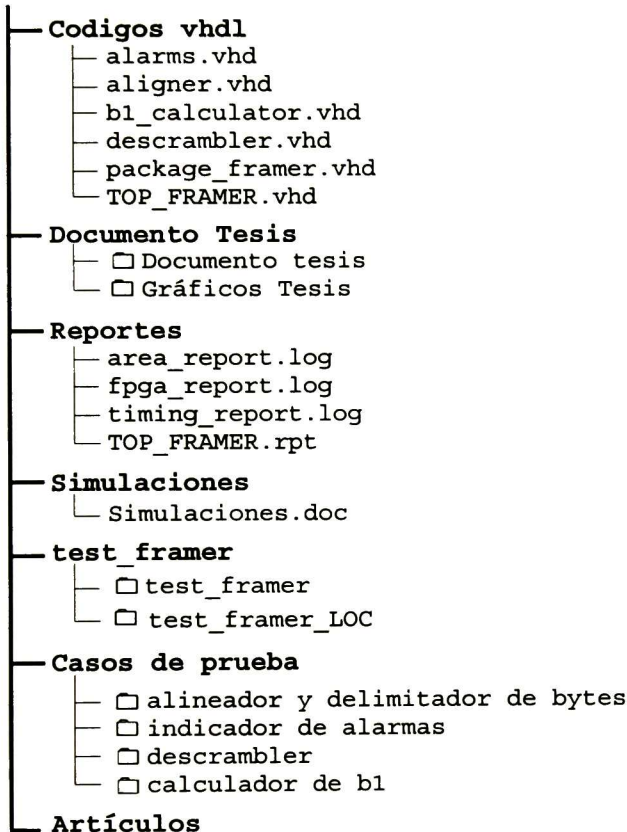 Codigos vhdl
alarms.vhd
aligner.vhd
b1_calculator.vhd
descrambler.vhd
package_framer.vhd
TOP_FRAMER.vhd
Documento Tesis
Documento tesis
Gráficos Tesis
Reportes
area_report.log
fpga_report.log
timing_report.log
TOP_FRAMER.rpt
Simulaciones
Simulaciones.doc
test_framer
test_framer
test_framer_LOC
Casos de prueba
alineador y delimitador de bytes
indicador de alarmas
descrambler
calculador de b1
Artículos